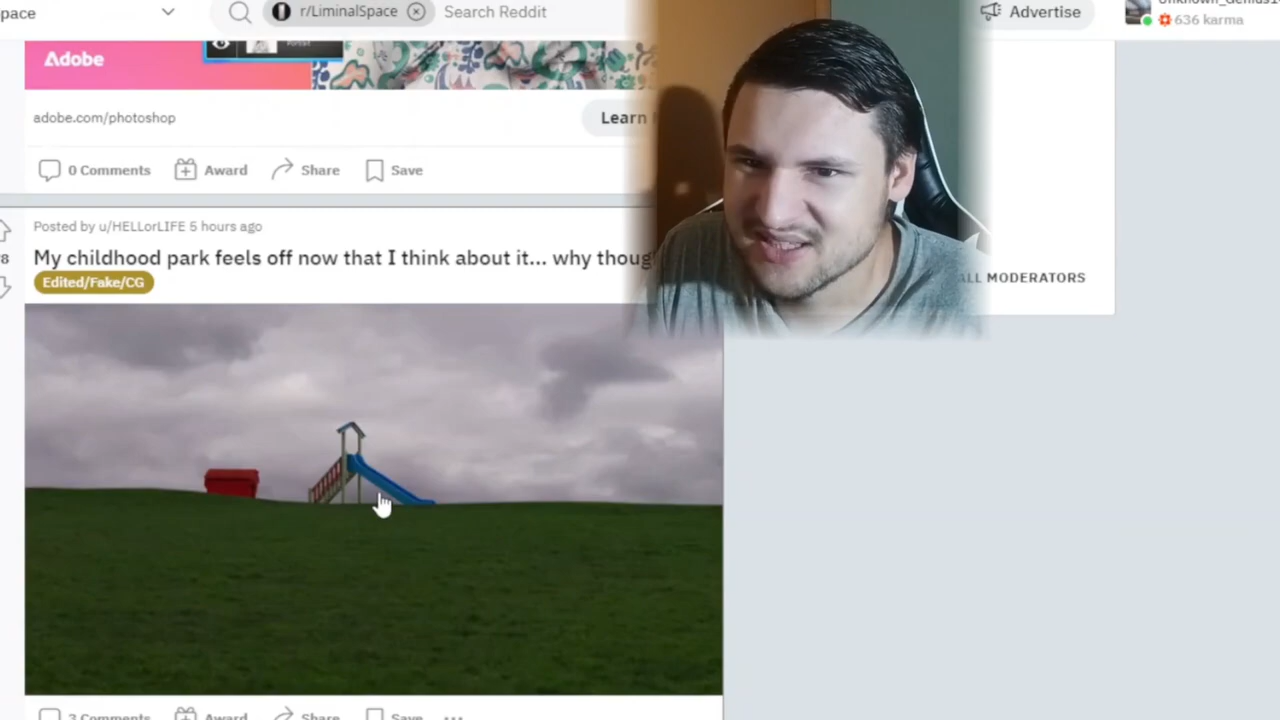 pace
r/LiminalSpace
Search Reddit
Advertise
636 karma
Adobe
adobe.com/photoshop
Learn
0 Comments
Award
Share
Save
Posted by u/HELLorLIFE 5 hours ago
My childhood park feels off now that I think about it... why thoug
Edited/Fake/CG
ALL MODERATORS
3 Comments
Award
Share
Save